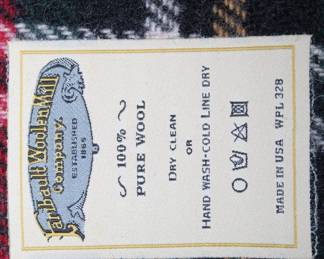 Faribault Woolen Mill
Company.
ESTABLISHED
1865
~ 100% ~
PURE WOOL
DRY CLEAN
OR
HAND WASH-COLD LINE DRY
MADE IN USA WPL 328